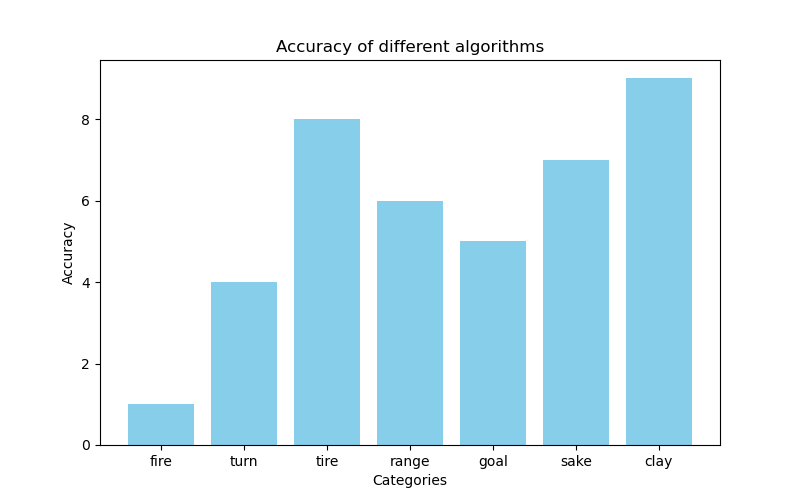 Accuracy of different algorithms
Accuracy
8
6
4
2
0
fire turn tire range goal sake clay
Categories